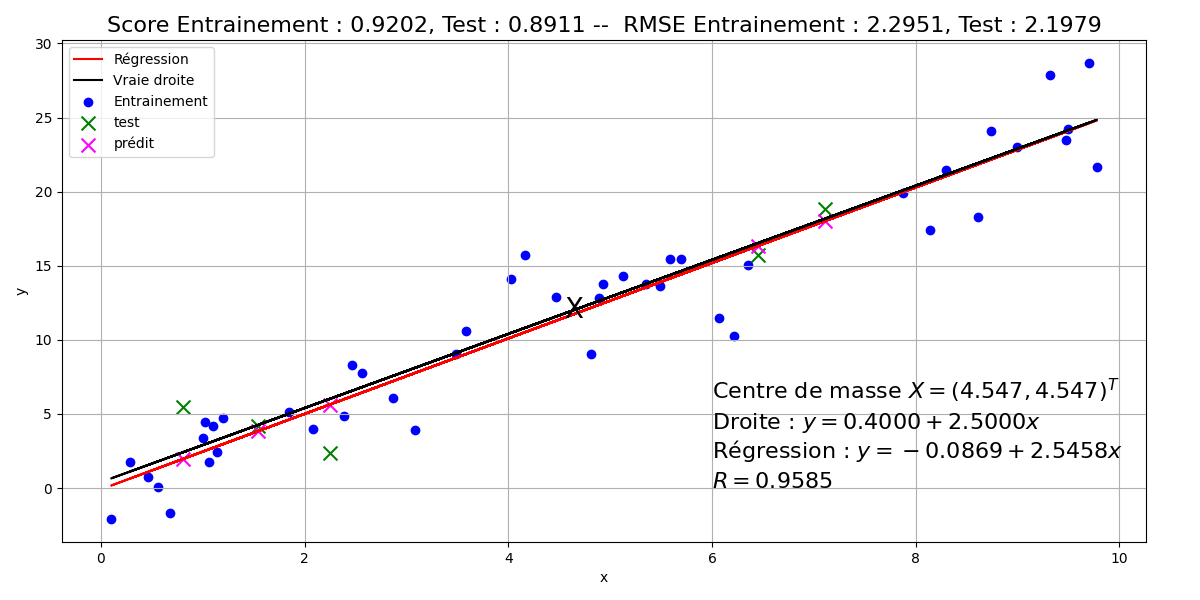 Score Entrainement : 0.9202, Test : 0.8911 --  RMSE Entrainement : 2.2951, Test : 2.1979
Régression
Vraie droite
Entrainement
test
prédit
30
25
20
15
10
5
0
y
Centre de masse X = (4.547, 4.547)^T
Droite : y = 0.4000 + 2.5000x
Régression : y = −0.0869 + 2.5458x
R = 0.9585
0 2 4 6 8 10
x